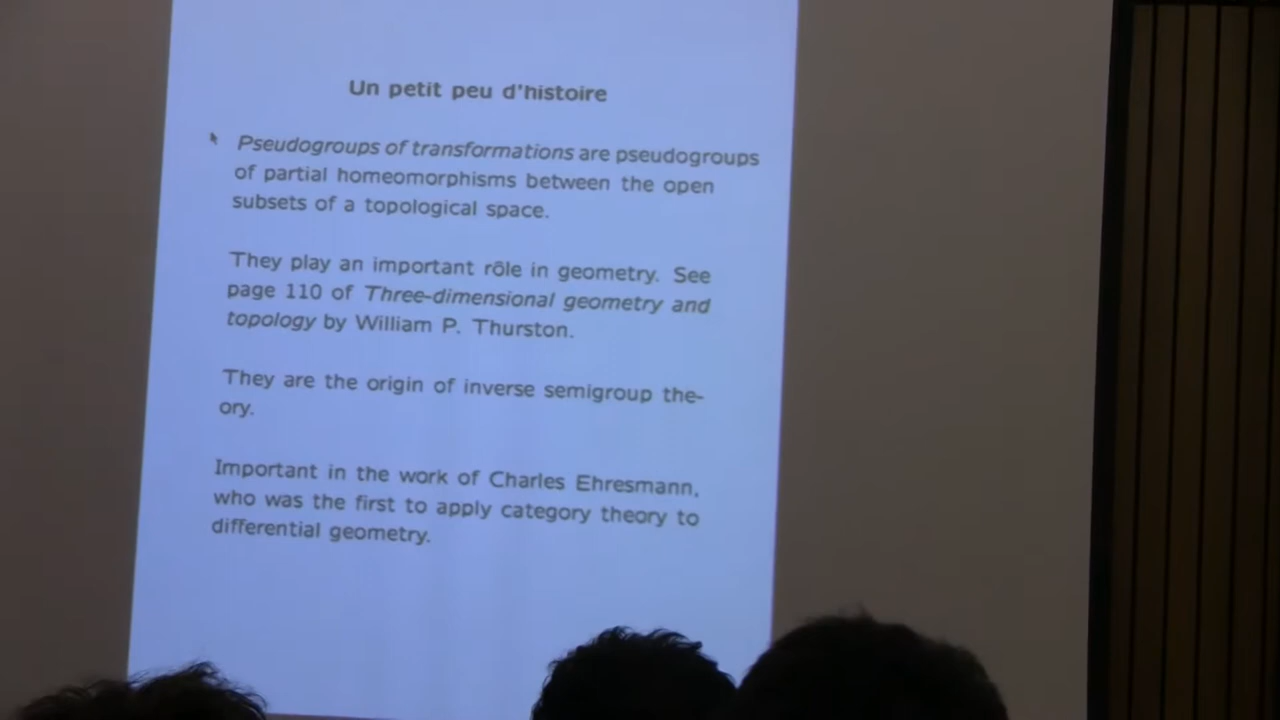 Un petit peu d'histoire
Pseudogroups of transformations are pseudogroups
of partial homeomorphisms between the open
subsets of a topological space.
They play an important rôle in geometry. See
page 110 of Three-dimensional geometry and
topology by William P. Thurston.
They are the origin of inverse semigroup the-
ory.
Important in the work of Charles Ehresmann,
who was the first to apply category theory to
differential geometry.